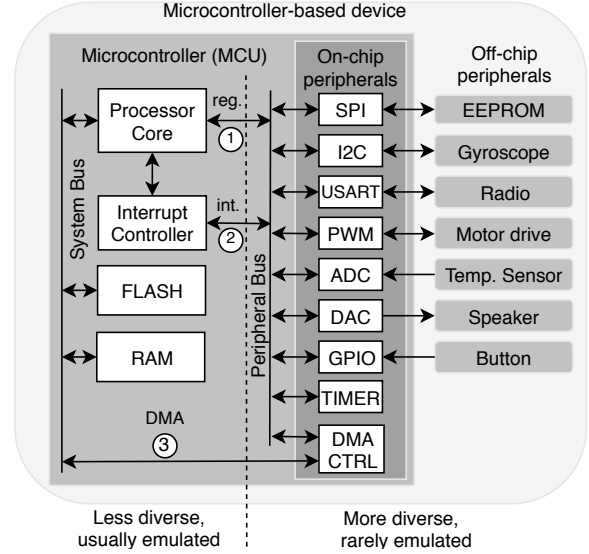 Microcontroller-based device
Microcontroller (MCU)
On-chip
peripherals
Off-chip
peripherals
Processor
Core
reg.
1
SPI
EEPROM
I2C
Gyroscope
System Bus
USART
Radio
Interrupt
Controller
int.
2
PWM
Motor drive
Peripheral Bus
ADC
Temp. Sensor
FLASH
DAC
Speaker
RAM
GPIO
Button
TIMER
DMA
3
DMA
CTRL
Less diverse,
usually emulated
More diverse,
rarely emulated